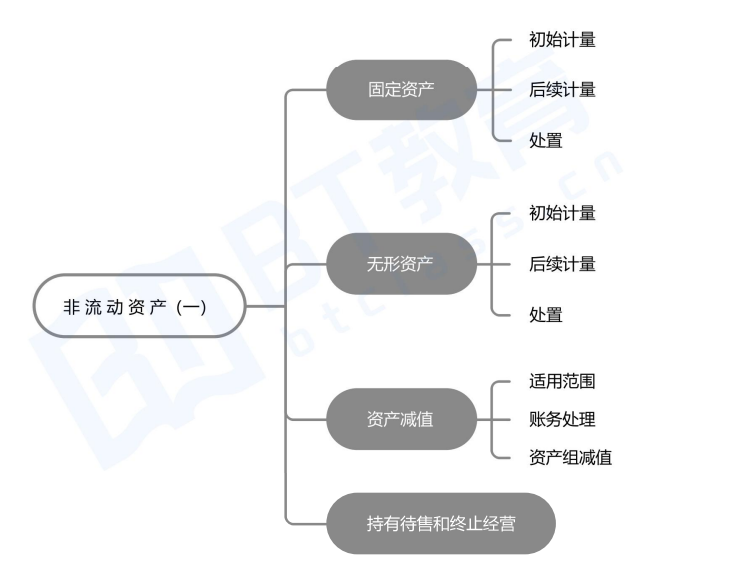 非流动资产 (一)
固定资产
初始计量
后续计量
处置
无形资产
初始计量
后续计量
处置
资产减值
适用范围
账务处理
资产组减值
持有待售和终止经营
BT教育
btclass.cn